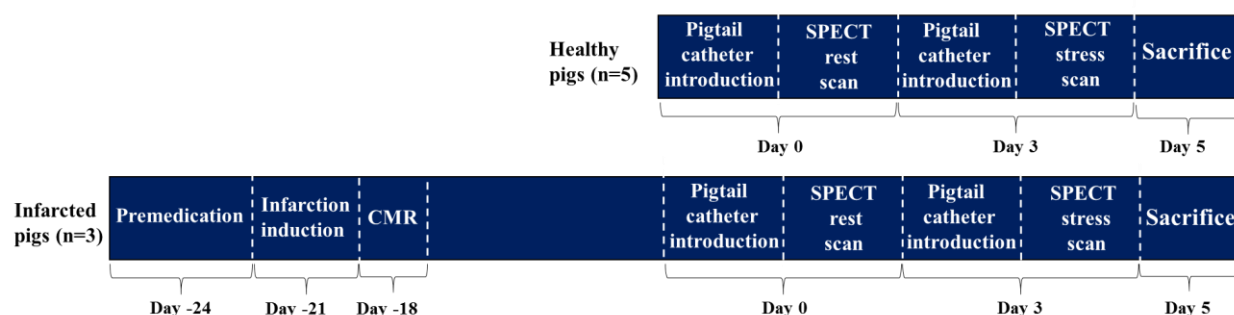 Healthy
pigs (n=5)
Pigtail
catheter
introduction
SPECT
rest
scan
Pigtail
catheter
introduction
SPECT
stress
scan
Sacrifice
Day 0
Day 3
Day 5
Infarcted
pigs (n=3)
Premedication
Infarction
induction
CMR
Pigtail
catheter
introduction
SPECT
rest
scan
Pigtail
catheter
introduction
SPECT
stress
scan
Sacrifice
Day -24
Day -21
Day -18
Day 0
Day 3
Day 5